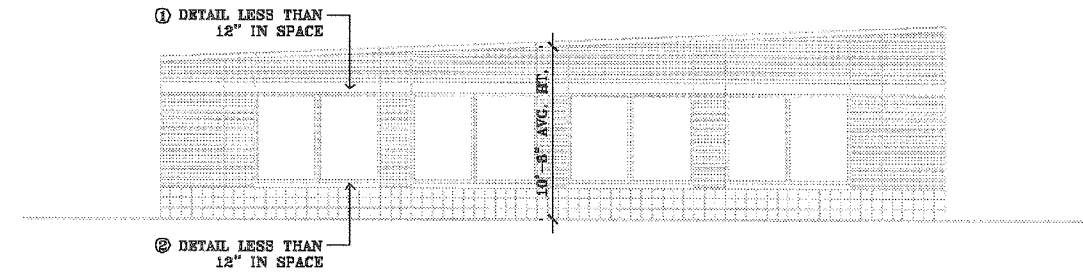 ① DETAIL LESS THAN
12" IN SPACE
10'-8" AVG. HT.
② DETAIL LESS THAN
12" IN SPACE